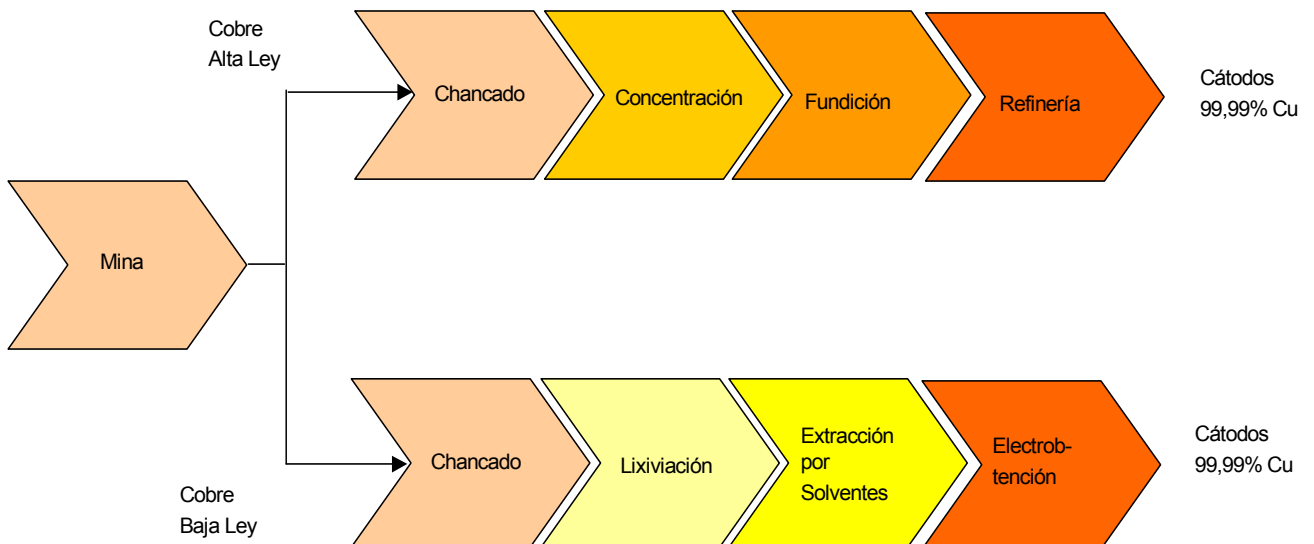 Cobre
Alta Ley
Chancado
Concentración
Fundición
Refinería
Cátodos
99,99% Cu
Mina
Chancado
Lixiviación
Extracción
por
Solventes
Electrob-
tención
Cátodos
99,99% Cu
Cobre
Baja Ley